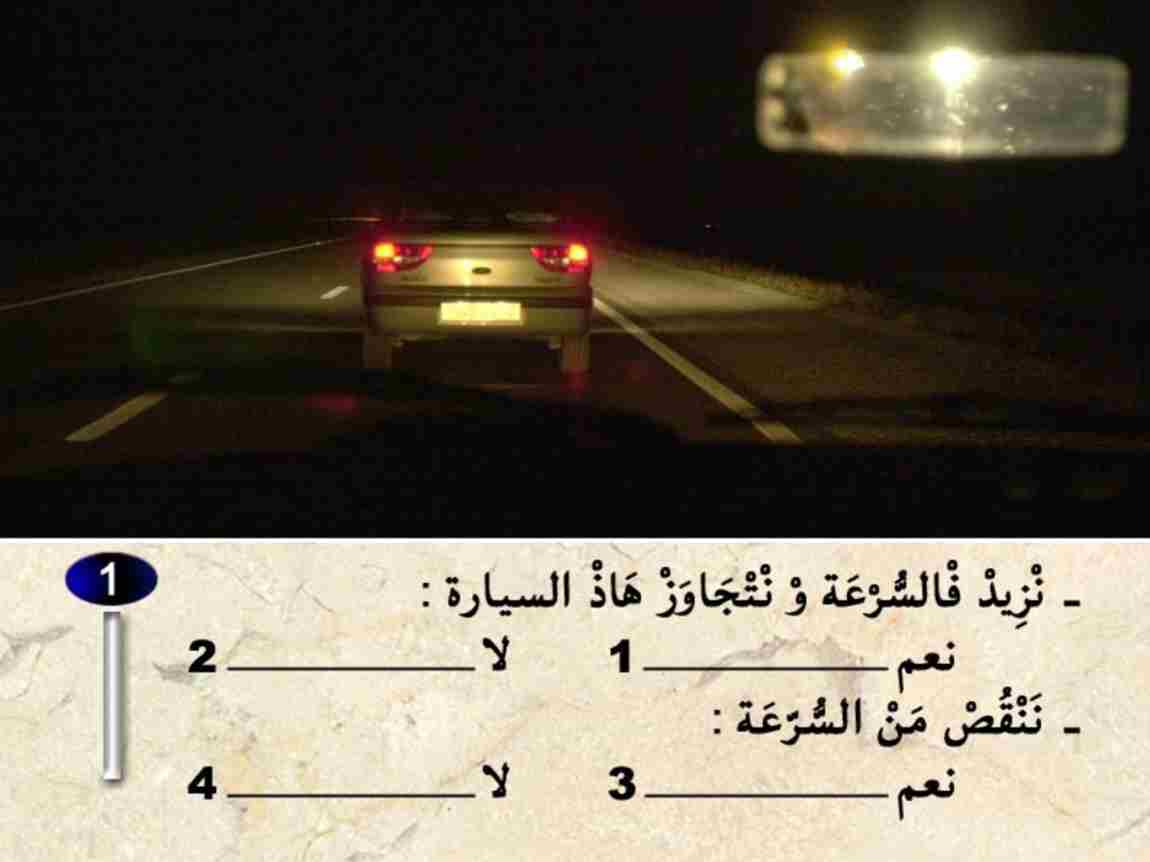 1
- نْزِيدْ فْالسُّرْعَة وْ نْتْجَاوَزْ هَاذْ السيارة :
نعم ـــــــــ 1 لا ـــــــــ 2
- نَنْقُصْ مَنْ السُّرّعَة :
نعم ـــــــــ 3 لا ـــــــــ 4